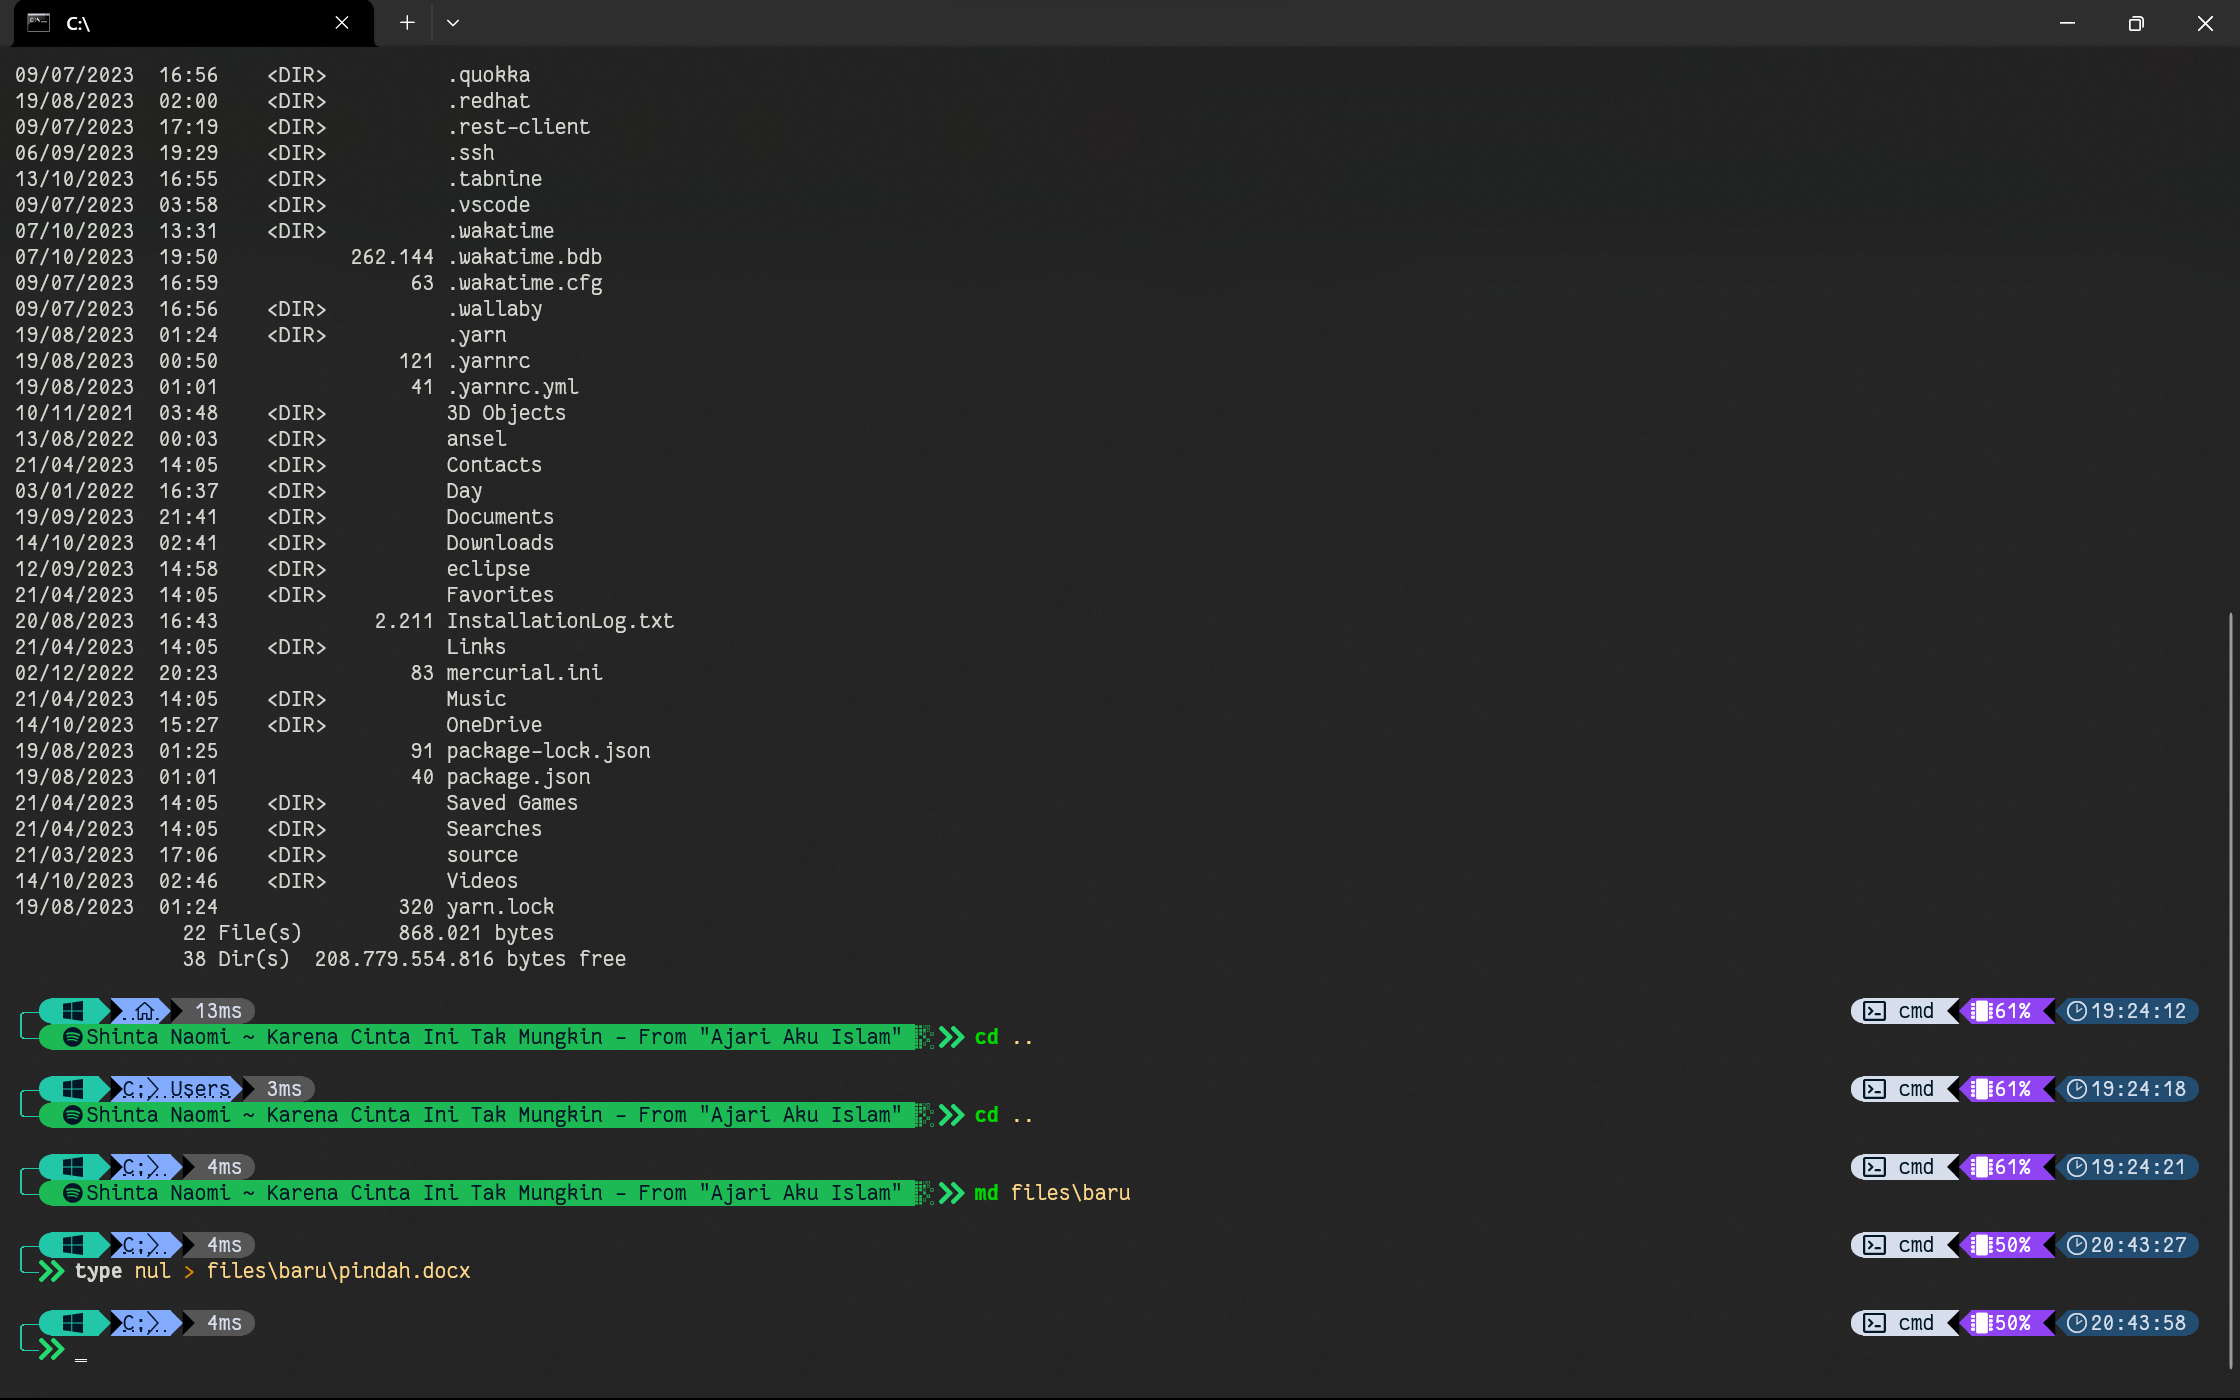 C:\
09/07/2023  16:56    <DIR>          .quokka
19/08/2023  02:00    <DIR>          .redhat
09/07/2023  17:19    <DIR>          .rest-client
06/09/2023  19:29    <DIR>          .ssh
13/10/2023  16:55    <DIR>          .tabnine
09/07/2023  03:58    <DIR>          .vscode
07/10/2023  13:31    <DIR>          .wakatime
07/10/2023  19:50           262.144 .wakatime.bdb
09/07/2023  16:59                63 .wakatime.cfg
09/07/2023  16:56    <DIR>          .wallaby
19/08/2023  01:24    <DIR>          .yarn
19/08/2023  00:50               121 .yarnrc
19/08/2023  01:01                41 .yarnrc.yml
10/11/2021  03:48    <DIR>          3D Objects
13/08/2022  00:03    <DIR>          ansel
21/04/2023  14:05    <DIR>          Contacts
03/01/2022  16:37    <DIR>          Day
19/09/2023  21:41    <DIR>          Documents
14/10/2023  02:41    <DIR>          Downloads
12/09/2023  14:58    <DIR>          eclipse
21/04/2023  14:05    <DIR>          Favorites
20/08/2023  16:43             2.211 InstallationLog.txt
21/04/2023  14:05    <DIR>          Links
02/12/2022  20:23                83 mercurial.ini
21/04/2023  14:05    <DIR>          Music
14/10/2023  15:27    <DIR>          OneDrive
19/08/2023  01:25                91 package-lock.json
19/08/2023  01:01                40 package.json
21/04/2023  14:05    <DIR>          Saved Games
21/04/2023  14:05    <DIR>          Searches
21/03/2023  17:06    <DIR>          source
14/10/2023  02:46    <DIR>          Videos
19/08/2023  01:24               320 yarn.lock
22 File(s)        868.021 bytes
38 Dir(s)  208.779.554.816 bytes free
13ms cmd 61% 19:24:12
Shinta Naomi ~ Karena Cinta Ini Tak Mungkin - From "Ajari Aku Islam" cd ..
C: Users 3ms cmd 61% 19:24:18
Shinta Naomi ~ Karena Cinta Ini Tak Mungkin - From "Ajari Aku Islam" cd ..
C: 4ms cmd 61% 19:24:21
Shinta Naomi ~ Karena Cinta Ini Tak Mungkin - From "Ajari Aku Islam" md files\baru
C: 4ms cmd 50% 20:43:27
type nul > files\baru\pindah.docx
C: 4ms cmd 50% 20:43:58